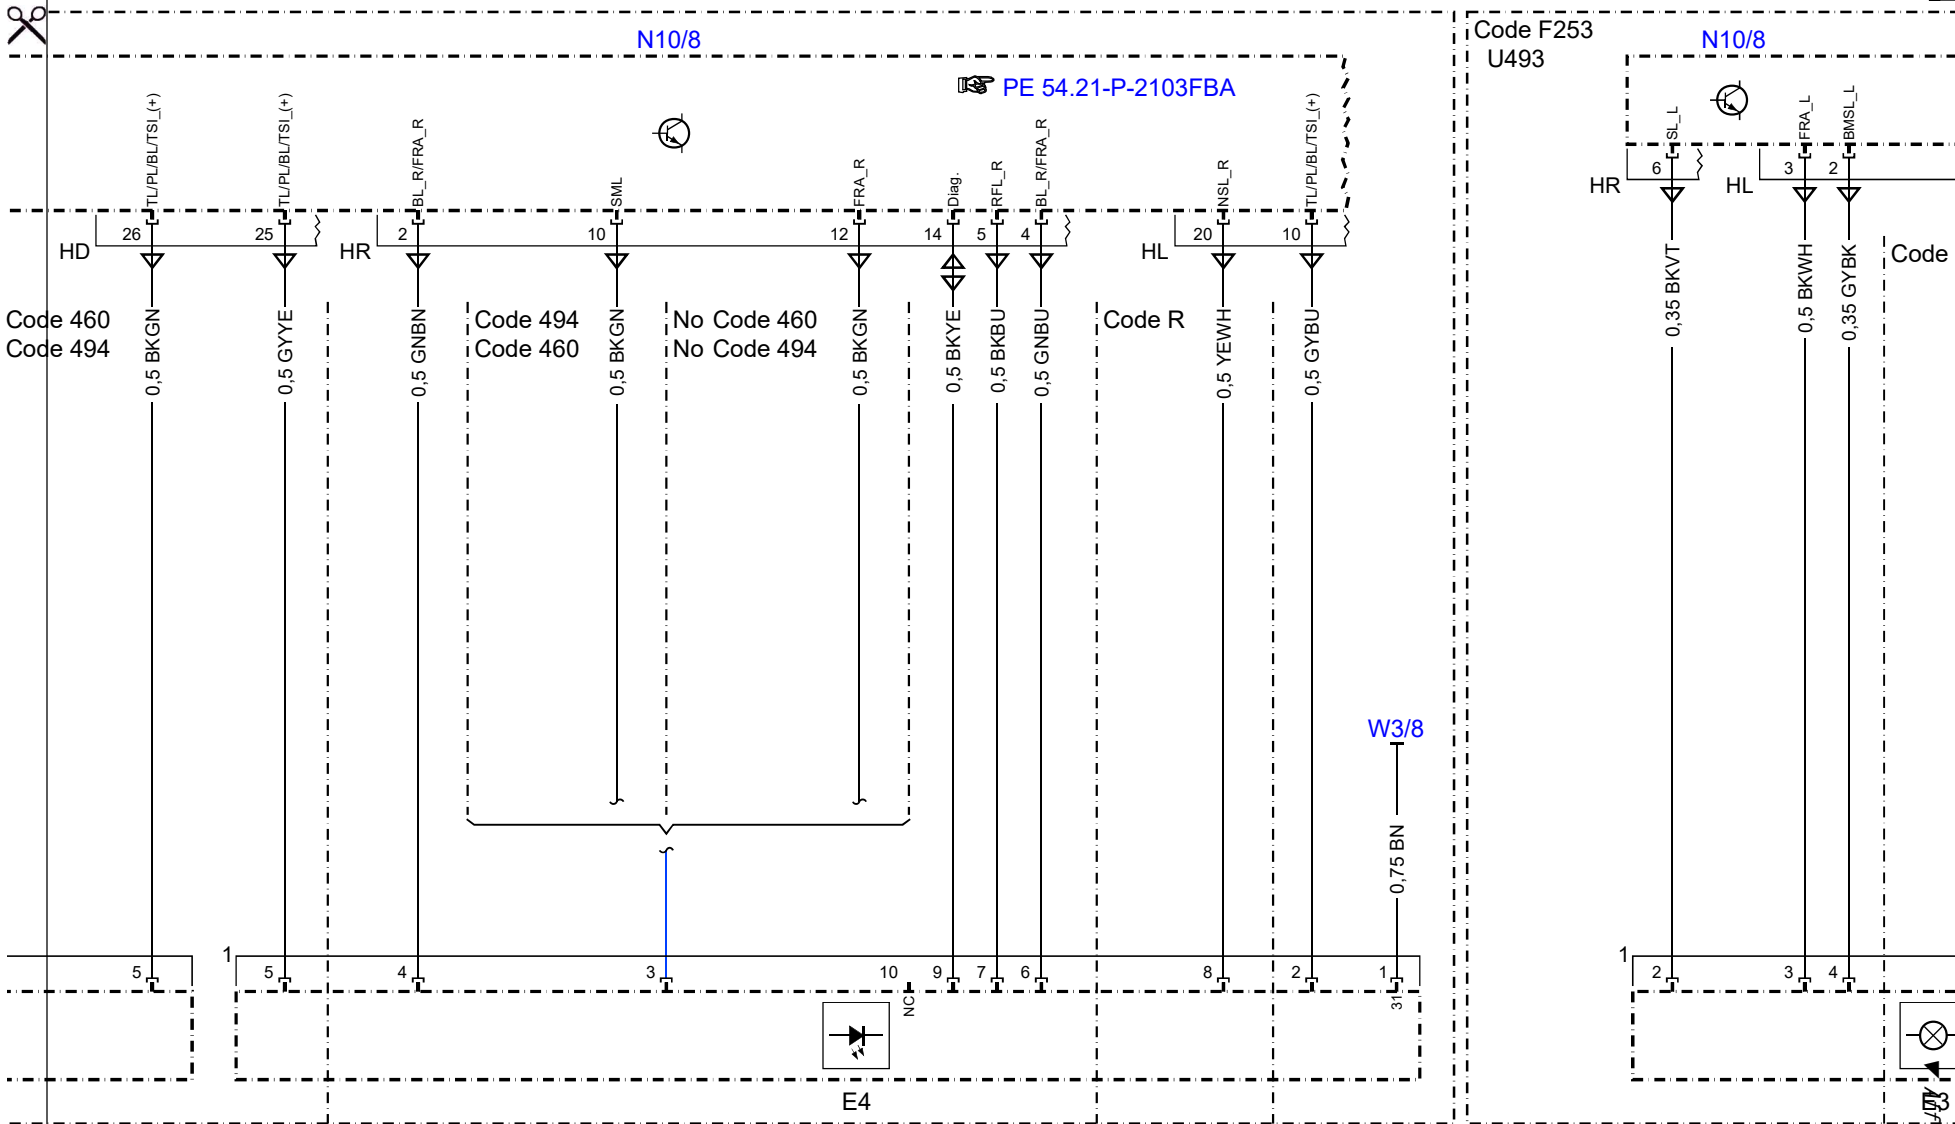 N10/8
Code F253
U493
N10/8
PE 54.21-P-2103FBA
TL/PL/BL/TSI_(+)
TL/PL/BL/TSI_(+)
BL_R/FRA_R
SML
FRA_R
Diag.
RFL_R
BL_R/FRA_R
NSL_R
TL/PL/BL/TSI_(+)
SL_L
FRA_L
BMSL_L
6
3
2
HR
HL
26
25
2
10
12
14
5
4
20
10
HD
HR
HL
Code
Code 460
Code 494
Code 494
Code 460
No Code 460
No Code 494
Code R
0,5 BKGN
0,5 GYYE
0,5 GNBN
0,5 BKGN
0,5 BKGN
0,5 BKYE
0,5 BKBU
0,5 GNBU
0,5 YEWH
0,5 GYBU
0,35 BKVT
0,5 BKWH
0,35 GYBK
W3/8
0,75 BN
1
1
5
5
4
3
10
9
7
6
8
2
1
2
3
4
NC
31
E4
E3